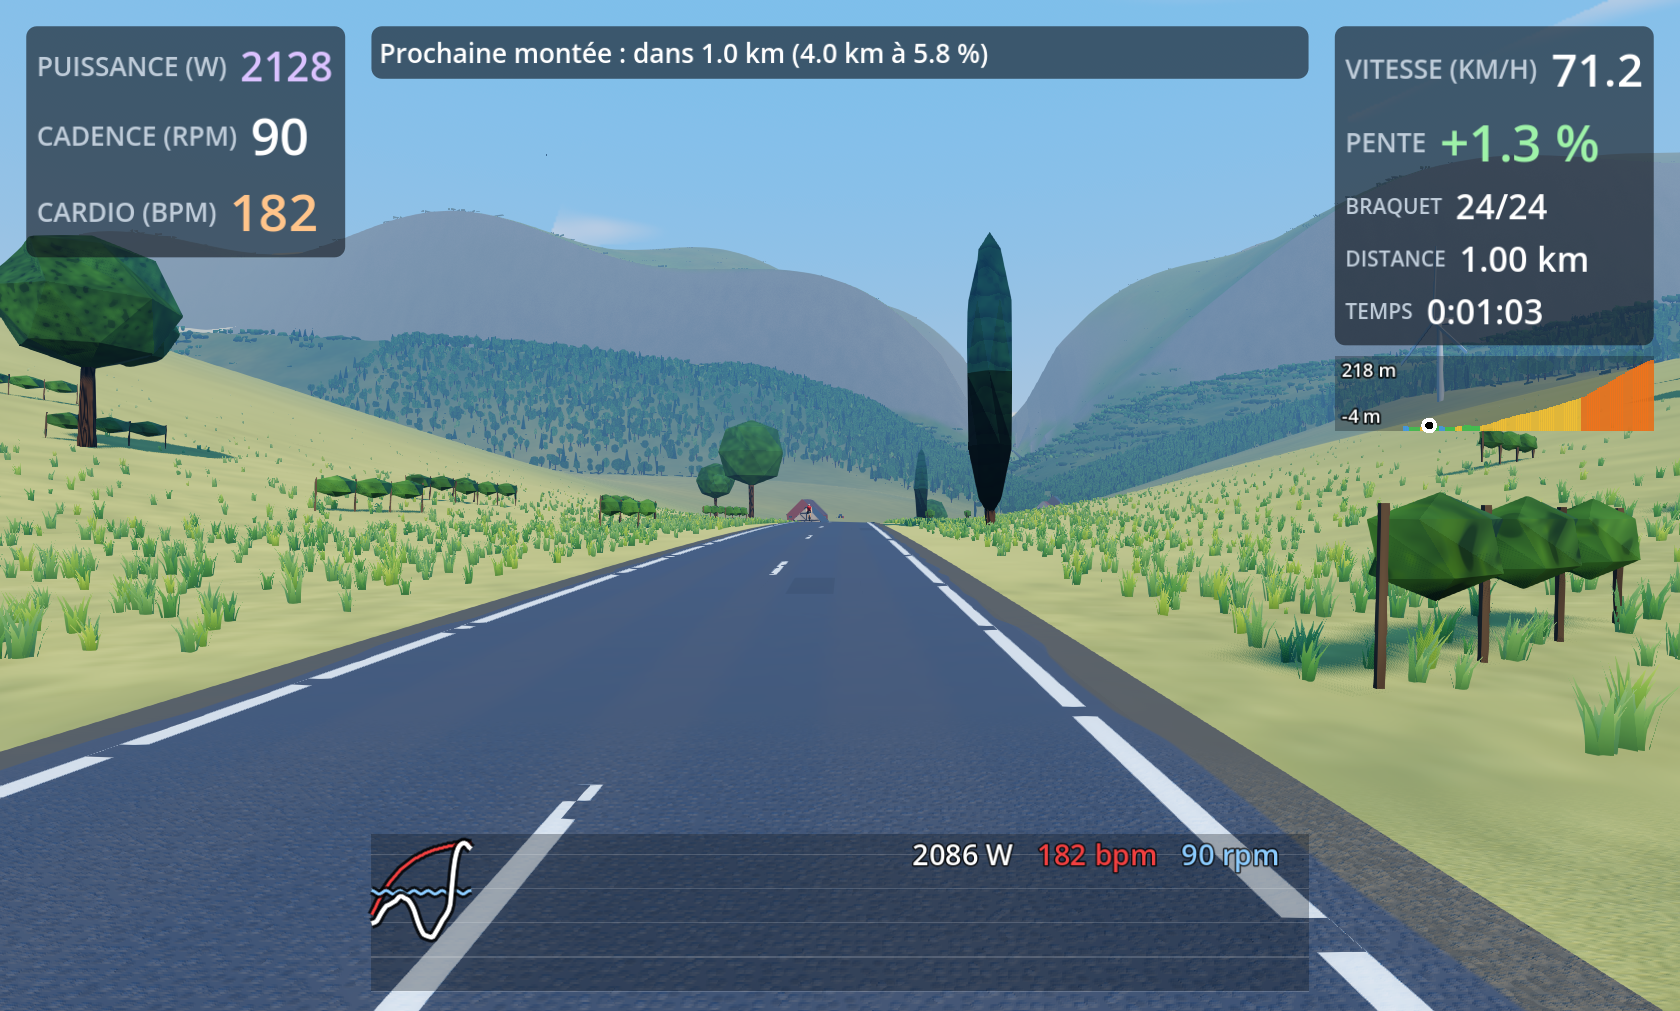 PUISSANCE (W) 2128
CADENCE (RPM) 90
CARDIO (BPM) 182
Prochaine montée : dans 1.0 km (4.0 km à 5.8 %)
VITESSE (KM/H) 71.2
PENTE +1.3 %
BRAQUET 24/24
DISTANCE 1.00 km
TEMPS 0:01:03
218 m
-4 m
2086 W 182 bpm 90 rpm